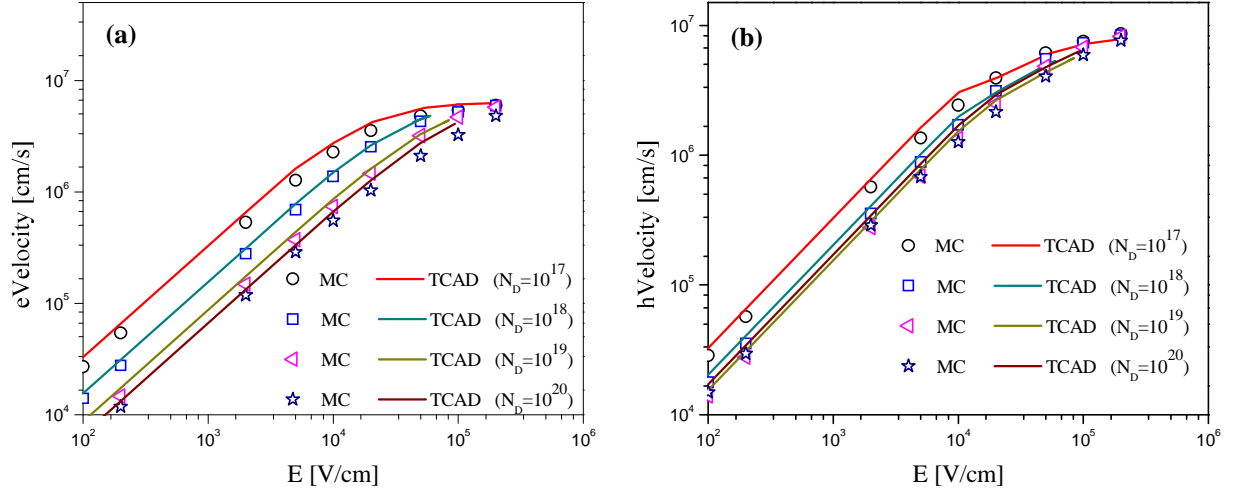 (a)
eVelocity [cm/s]
10^7
10^6
10^5
10^4
MC TCAD (N_D=10^17)
MC TCAD (N_D=10^18)
MC TCAD (N_D=10^19)
MC TCAD (N_D=10^20)
10^2 10^3 10^4 10^5 10^6
E [V/cm]
(b)
hVelocity [cm/s]
10^7
10^6
10^5
10^4
MC TCAD (N_D=10^17)
MC TCAD (N_D=10^18)
MC TCAD (N_D=10^19)
MC TCAD (N_D=10^20)
10^2 10^3 10^4 10^5 10^6
E [V/cm]